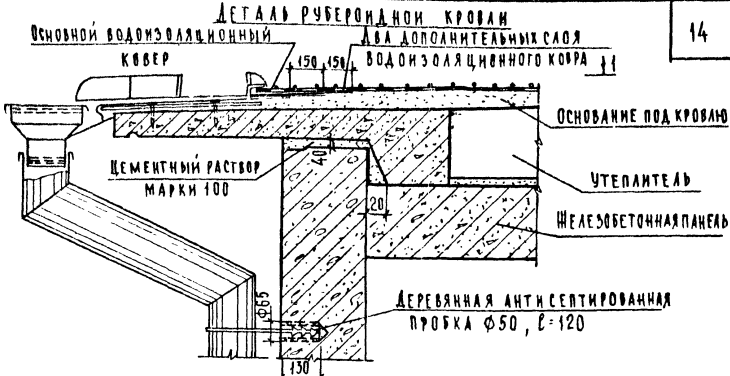 ДЕТАЛЬ РУБЕРОИДНОЙ КРОВЛИ
14
ОСНОВНОЙ ВОДОИЗОЛЯЦИОННЫЙ
КОВЕР
ДВА ДОПОЛНИТЕЛЬНЫХ СЛОЯ
ВОДОИЗОЛЯЦИОННОГО КОВРА
150 150
11
ОСНОВАНИЕ ПОД КРОВЛЮ
ЦЕМЕНТНЫЙ РАСТВОР
МАРКИ 100
40
УТЕПЛИТЕЛЬ
20
ЖЕЛЕЗОБЕТОННАЯ ПАНЕЛЬ
Ф65
ДЕРЕВЯННАЯ АНТИСЕПТИРОВАННАЯ
ПРОБКА Ф50, ℓ=120
130